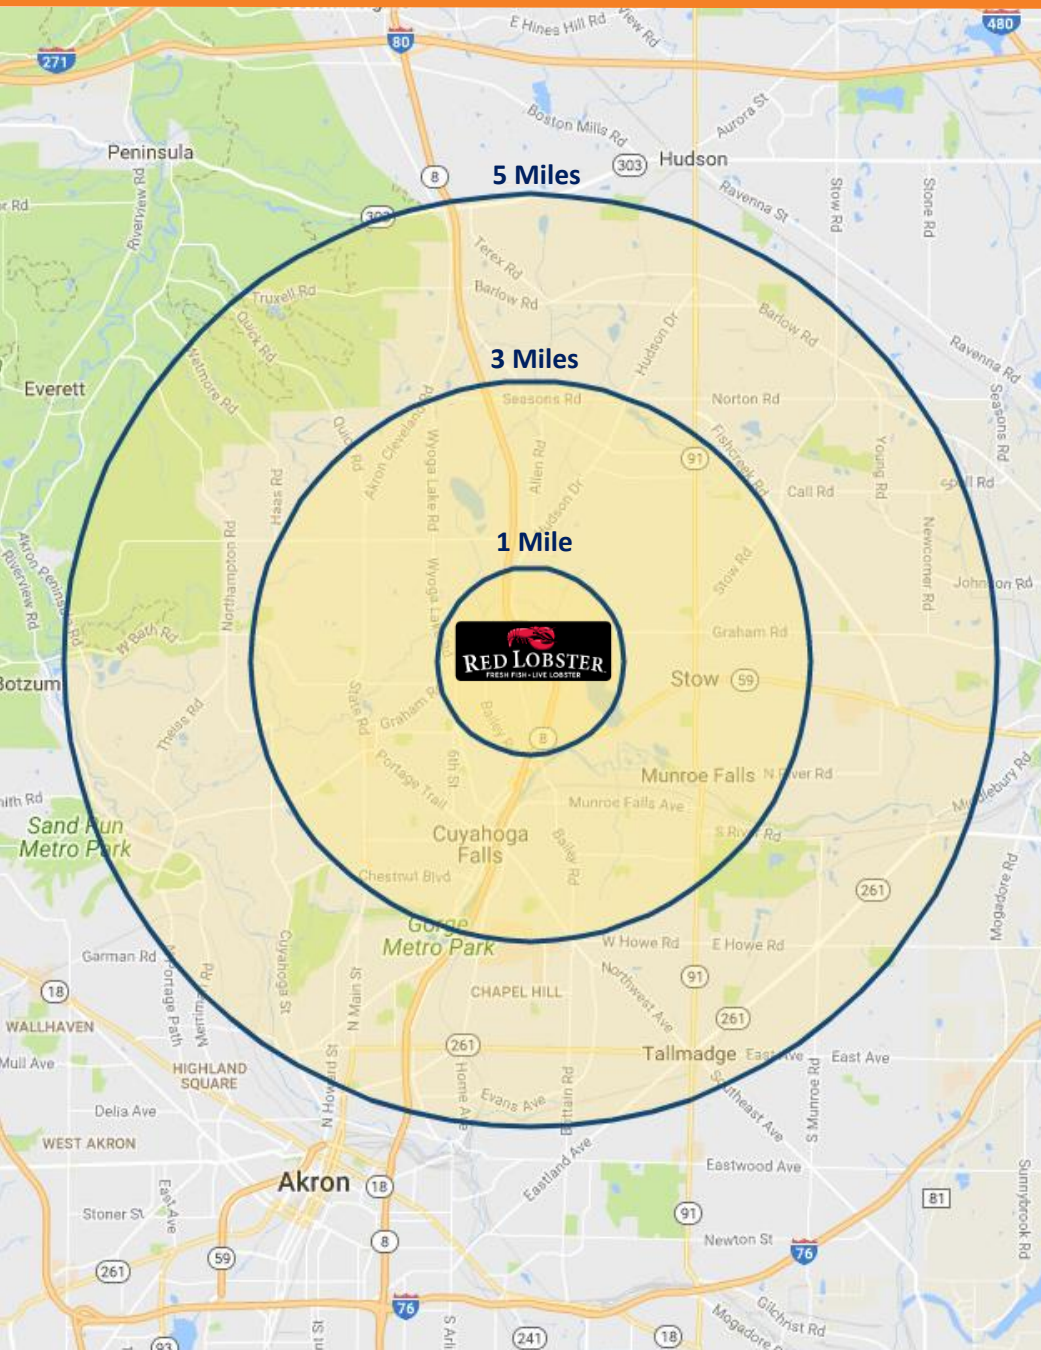 E Hines Hill Rd
View Rd
480
80
271
Aurora St
Boston Mills Rd
Peninsula
303
Hudson
8
5 Miles
Riverview Rd
Ravenna St
Stow Rd
Stone Rd
303
Terex Rd
Truxell Rd
Barlow Rd
Quick Rd
Hudson Dr
Barlow Rd
Ravenna Rd
3 Miles
Wetmore Rd
Everett
Seasons Rd
Norton Rd
Seasons Rd
Quick Rd
Akron Cleveland Rd
Wyoga Lake Rd
Allen Rd
91
Fishcreek Rd
Young Rd
Haas Rd
Hudson Dr
Call Rd
Northampton Rd
1 Mile
Newcomer Rd
Akron Peninsula Rd
Riverview Rd
Wyoga Lake
Stow Rd
Johnson Rd
W Bath Rd
RED LOBSTER
FRESH FISH • LIVE LOBSTER
Graham Rd
Botzum
Stow
59
State Rd
Graham Rd
Bailey Rd
Theiss Rd
8
6th St
Portage Trail
Munroe Falls
N River Rd
Middlebury Rd
Munroe Falls Ave
Sand Run
Metro Park
Cuyahoga
Falls
Bailey Rd
S River Rd
Chestnut Blvd
261
Mogadore Rd
Gorge
Metro Park
W Howe Rd
E Howe Rd
Garman Rd
N Portage Path
Merriman Rd
Cuyahoga St
N Main St
CHAPEL HILL
Northwest Ave
91
18
WALLHAVEN
261
261
Mull Ave
HIGHLAND
SQUARE
N Howard St
Home Ave
Tallmadge
East Ave
East Ave
Evans Ave
Brittain Rd
Southeast Ave
S Munroe Rd
Delia Ave
WEST AKRON
Eastland Ave
Eastwood Ave
Akron
18
East Ave
Stoner St
91
81
Sunnybrook Rd
8
Newton St
76
59
261
76
Gilchrist Rd
S Arli
241
18
Mogadore
93